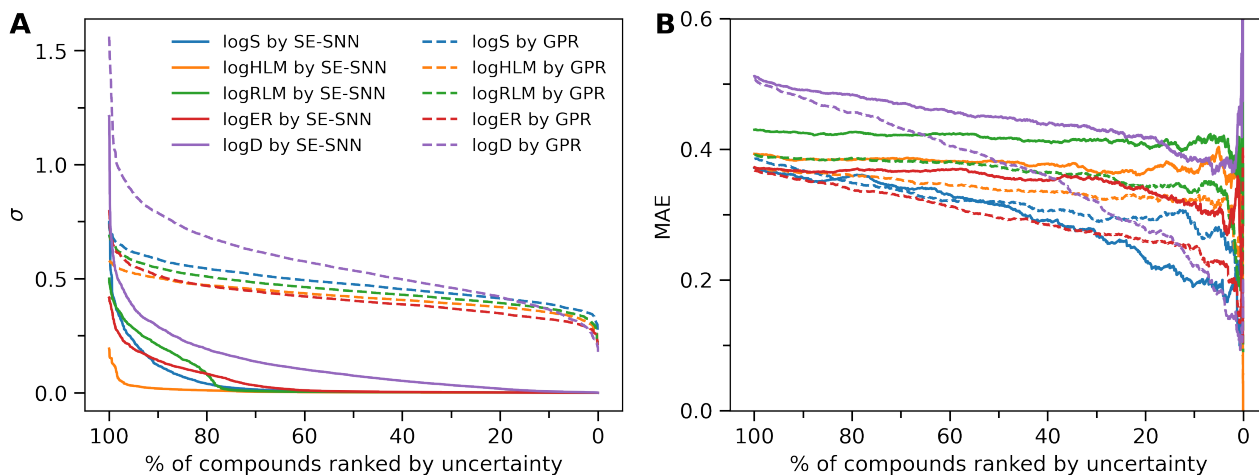 A
1.5
1.0
0.5
0.0
σ
logS by SE-SNN
logHLM by SE-SNN
logRLM by SE-SNN
logER by SE-SNN
logD by SE-SNN
logS by GPR
logHLM by GPR
logRLM by GPR
logER by GPR
logD by GPR
100 80 60 40 20 0
% of compounds ranked by uncertainty
B
0.6
0.4
0.2
0.0
MAE
100 80 60 40 20 0
% of compounds ranked by uncertainty